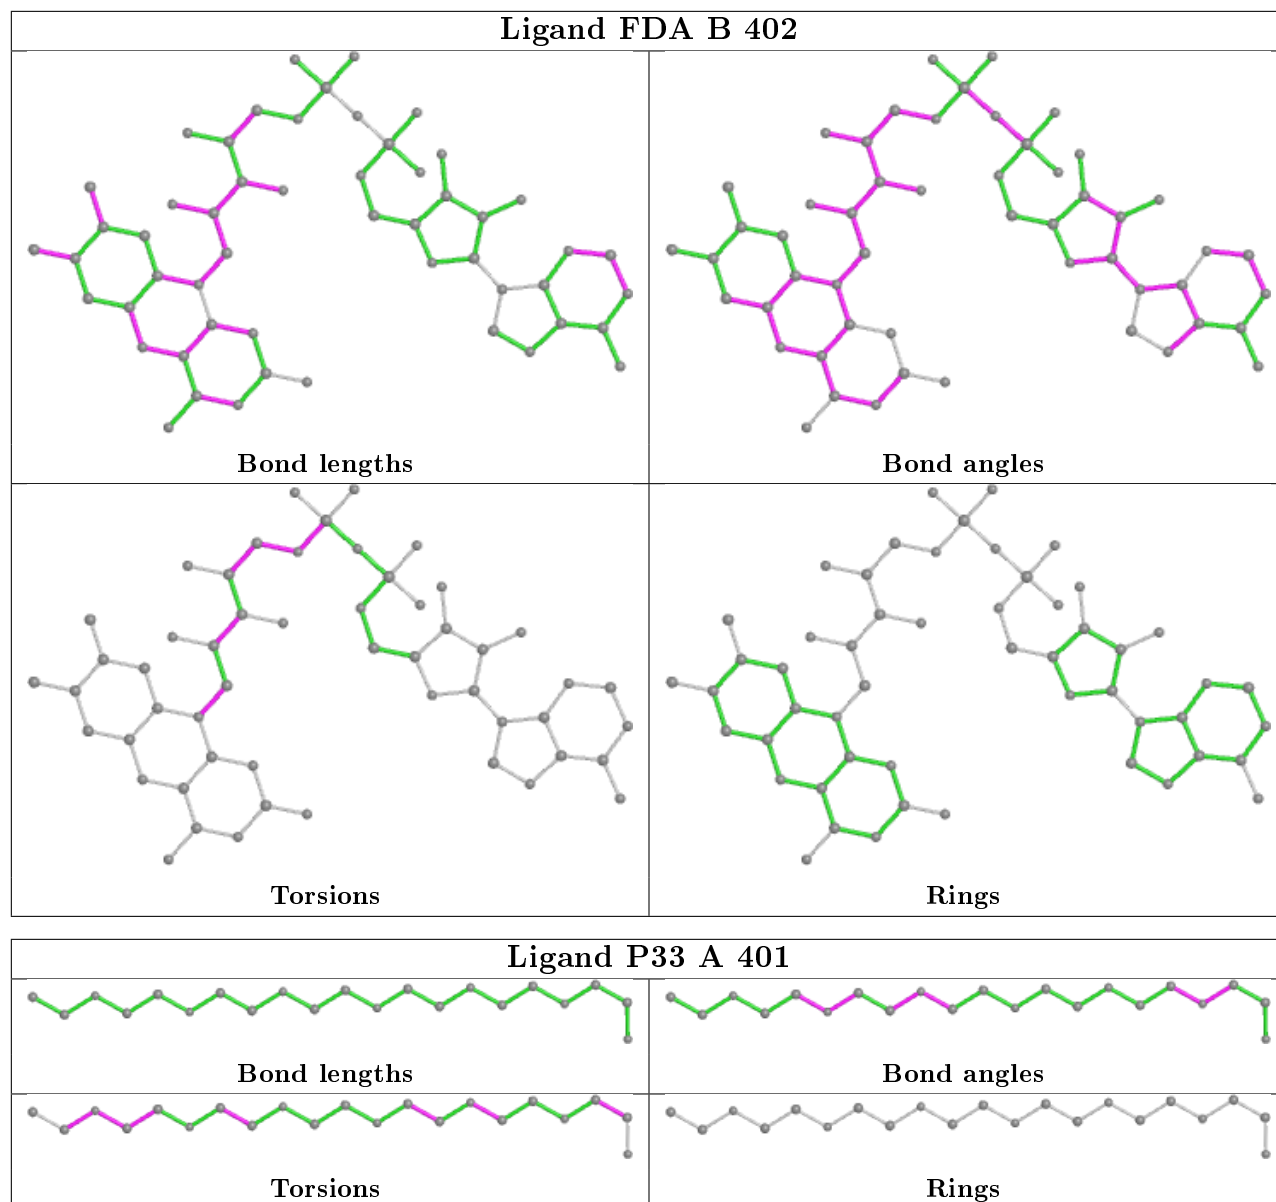 Ligand FDA B 402
Bond lengths
Bond angles
Torsions
Rings
Ligand P33 A 401
Bond lengths
Bond angles
Torsions
Rings